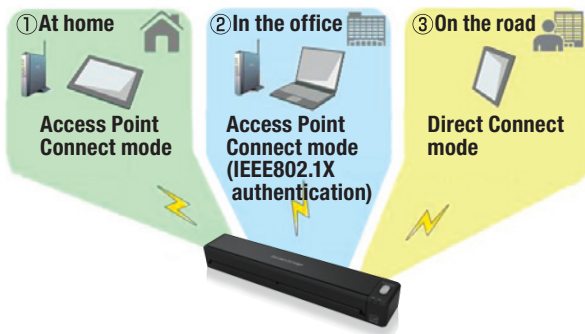 ①At home
Access Point
Connect mode
②In the office
Access Point
Connect mode
(IEEE802.1X
authentication)
③On the road
Direct Connect
mode